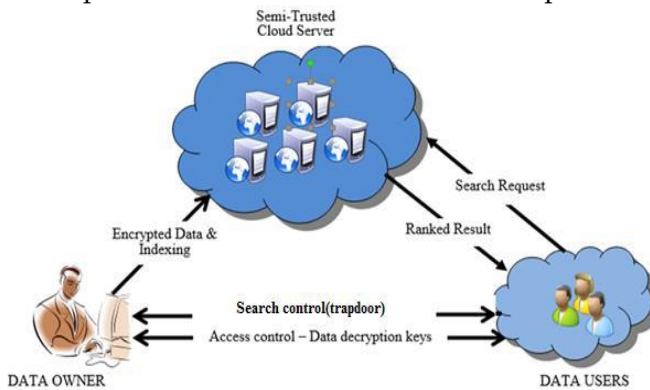 Semi-Trusted
Cloud Server
Search Request
Encrypted Data &
Indexing
Ranked Result
Search control(trapdoor)
Access control – Data decryption keys
DATA OWNER
DATA USERS